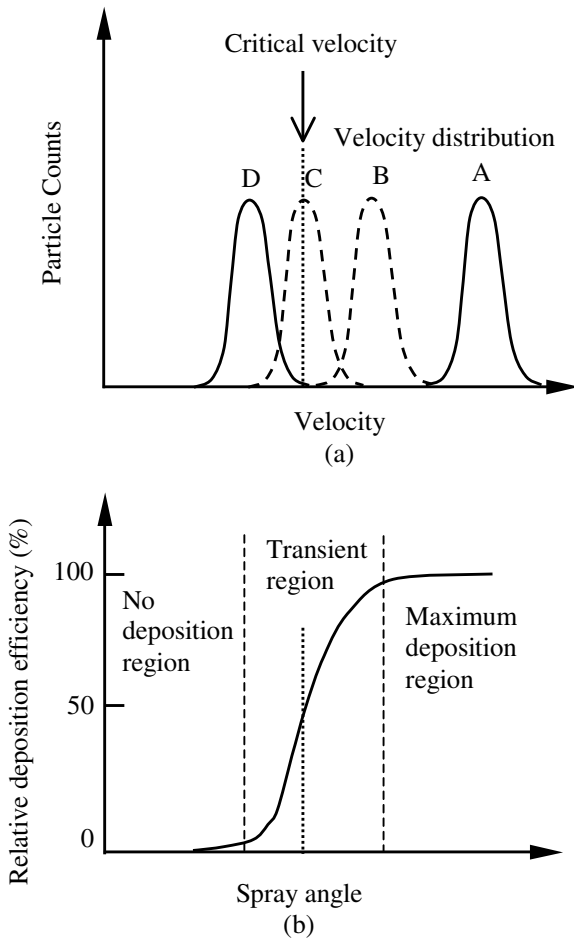 Critical velocity
Velocity distribution
D
C
B
A
Particle Counts
Velocity
(a)
Relative deposition efficiency (%)
100
50
0
No
deposition
region
Transient
region
Maximum
deposition
region
Spray angle
(b)